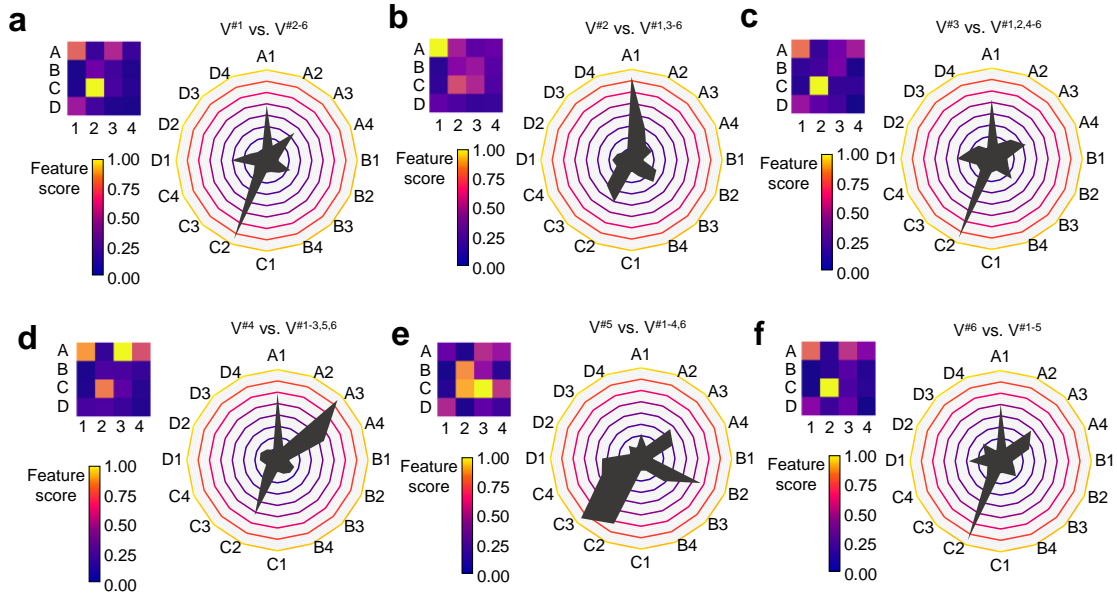 a
V#1 vs. V#2-6
A
B
C
D
1 2 3 4
Feature
score
1.00
0.75
0.50
0.25
0.00
A1
A2
A3
A4
B1
B2
B3
B4
C1
C2
C3
C4
D1
D2
D3
D4
b
V#2 vs. V#1,3-6
A
B
C
D
1 2 3 4
Feature
score
1.00
0.75
0.50
0.25
0.00
A1
A2
A3
A4
B1
B2
B3
B4
C1
C2
C3
C4
D1
D2
D3
D4
c
V#3 vs. V#1,2,4-6
A
B
C
D
1 2 3 4
Feature
score
1.00
0.75
0.50
0.25
0.00
A1
A2
A3
A4
B1
B2
B3
B4
C1
C2
C3
C4
D1
D2
D3
D4
d
V#4 vs. V#1-3,5,6
A
B
C
D
1 2 3 4
Feature
score
1.00
0.75
0.50
0.25
0.00
A1
A2
A3
A4
B1
B2
B3
B4
C1
C2
C3
C4
D1
D2
D3
D4
e
V#5 vs. V#1-4,6
A
B
C
D
1 2 3 4
Feature
score
1.00
0.75
0.50
0.25
0.00
A1
A2
A3
A4
B1
B2
B3
B4
C1
C2
C3
C4
D1
D2
D3
D4
f
V#6 vs. V#1-5
A
B
C
D
1 2 3 4
Feature
score
1.00
0.75
0.50
0.25
0.00
A1
A2
A3
A4
B1
B2
B3
B4
C1
C2
C3
C4
D1
D2
D3
D4